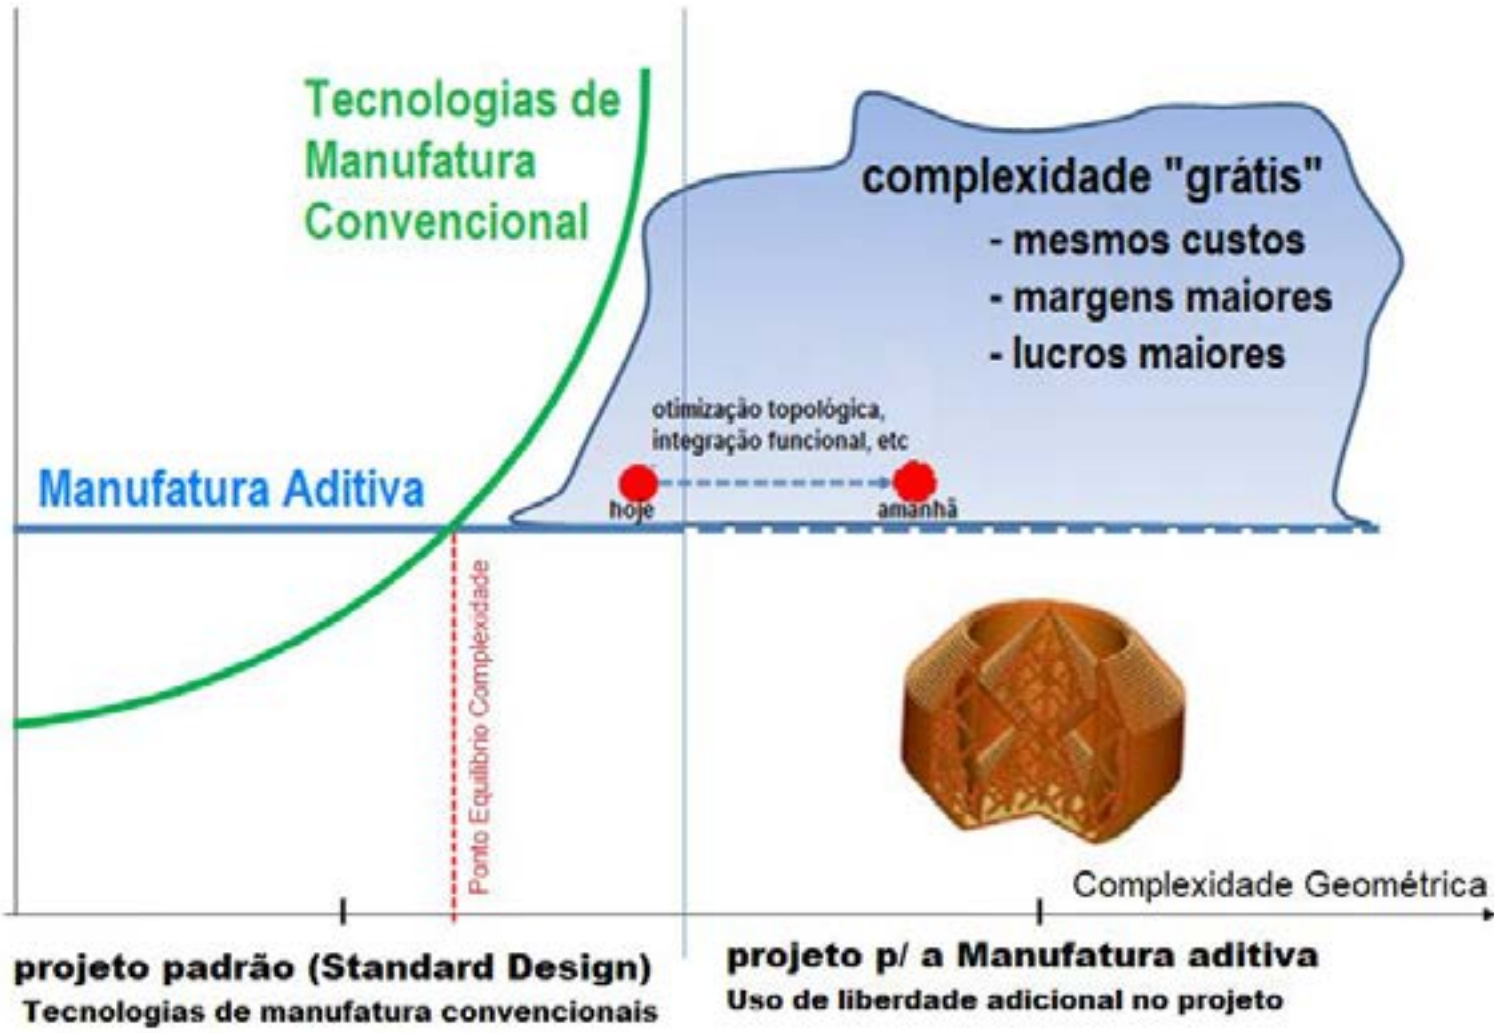 Tecnologias de
Manufatura
Convencional
complexidade "grátis"
- mesmos custos
- margens maiores
- lucros maiores
otimização topológica,
integração funcional, etc
Manufatura Aditiva
hoje
amanhã
Ponto Equilíbrio Complexidade
Complexidade Geométrica
projeto padrão (Standard Design)
Tecnologias de manufatura convencionais
projeto p/ a Manufatura aditiva
Uso de liberdade adicional no projeto